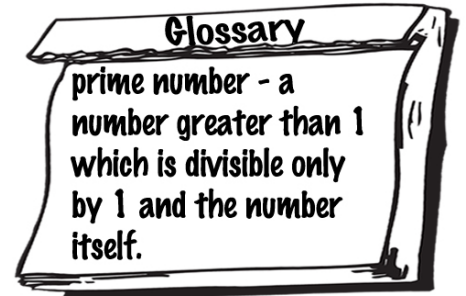 Glossary
prime number - a
number greater than 1
which is divisible only
by 1 and the number
itself.